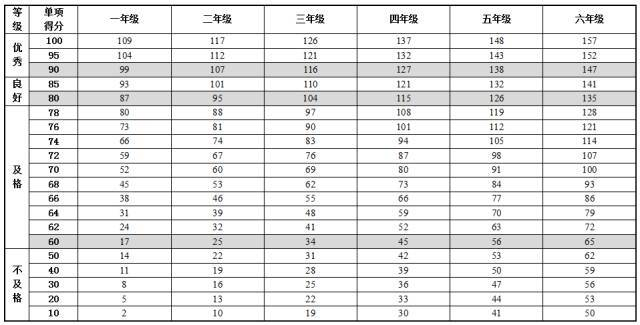 等级 单项得分 一年级 二年级 三年级 四年级 五年级 六年级
优秀 100 109 117 126 137 148 157
95 104 112 121 132 143 152
90 99 107 116 127 138 147
良好 85 93 101 110 121 132 141
80 87 95 104 115 126 135
及格 78 80 88 97 108 119 128
76 73 81 90 101 112 121
74 66 74 83 94 105 114
72 59 67 76 87 98 107
70 52 60 69 80 91 100
68 45 53 62 73 84 93
66 38 46 55 66 77 86
64 31 39 48 59 70 79
62 24 32 41 52 63 72
60 17 25 34 45 56 65
不及格 50 14 22 31 42 53 62
40 11 19 28 39 50 59
30 8 16 25 36 47 56
20 5 13 22 33 44 53
10 2 10 19 30 41 50